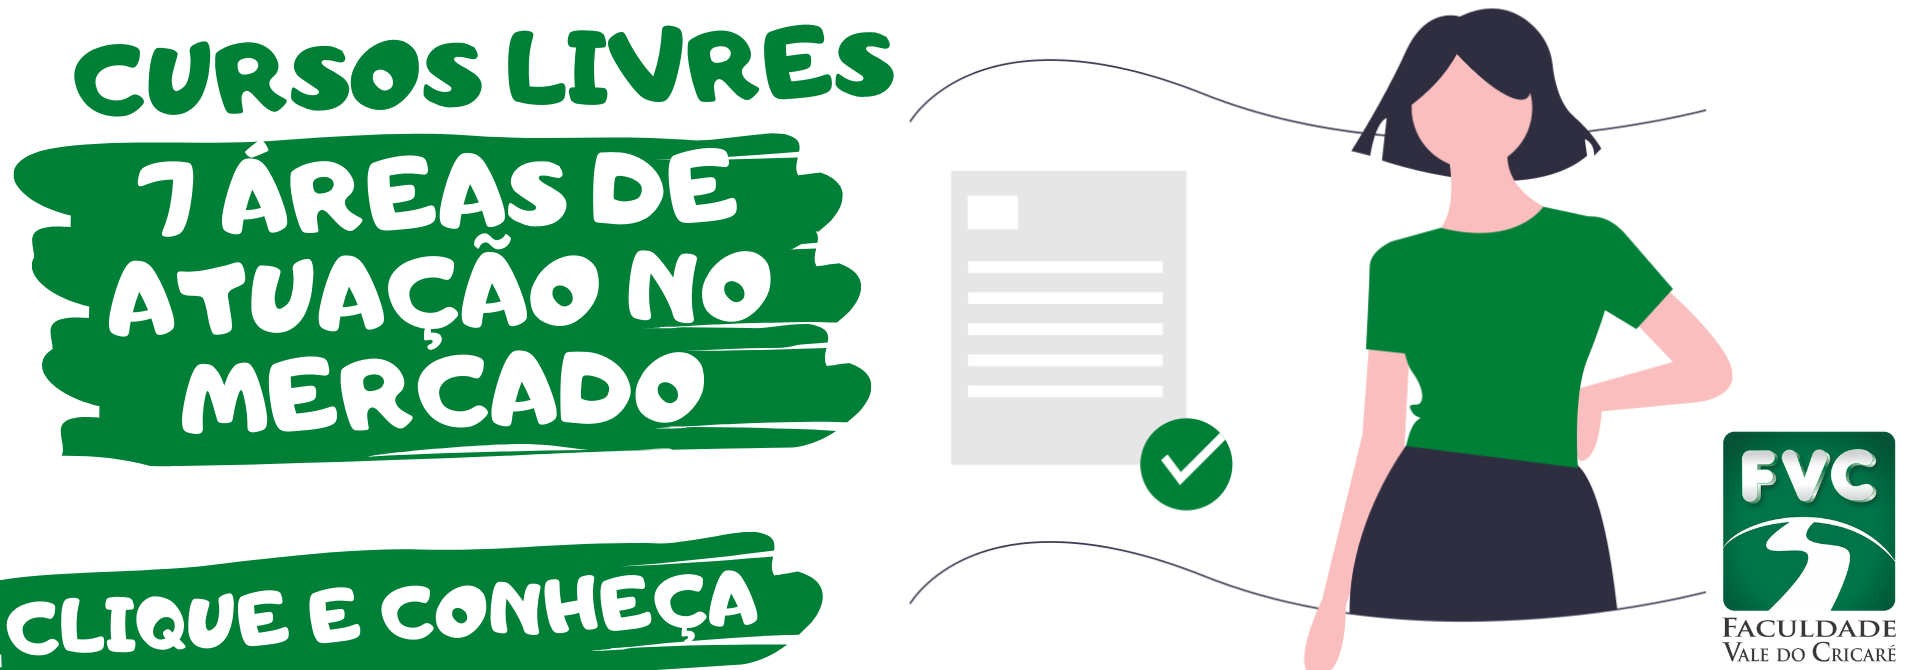 CURSOS LIVRES
7 ÁREAS DE
ATUAÇÃO NO
MERCADO
CLIQUE E CONHEÇA
FVC
FACULDADE
VALE DO CRICARÉ